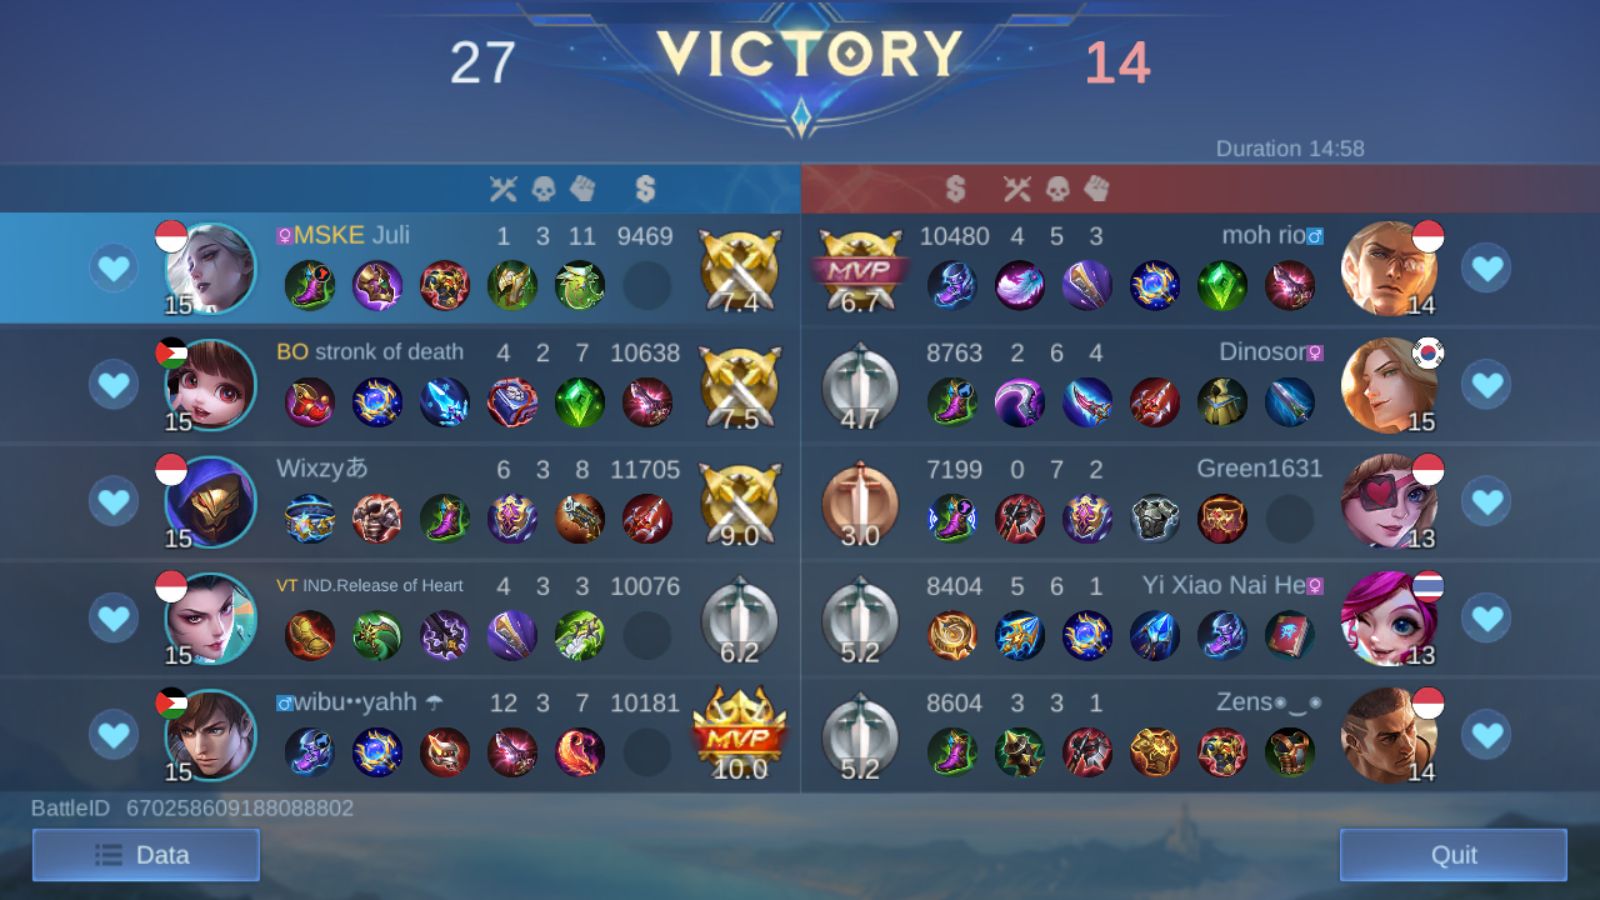 27 VICTORY 14
Duration 14:58
MSKE Juli 1 3 11 9469
15 7.4
10480 4 5 3 moh rio
MVP 6.7 14
BO stronk of death 4 2 7 10638
15 7.5
8763 2 6 4 Dinosor
4.7 15
Wixzyあ 6 3 8 11705
15 9.0
7199 0 7 2 Green1631
3.0 13
VT IND.Release of Heart 4 3 3 10076
15 6.2
8404 5 6 1 Yi Xiao Nai He
5.2 13
wibu••yahh ☂ 12 3 7 10181
15 MVP 10.0
8604 3 3 1 Zens◉‿◉
5.2 14
BattleID 670258609188088802
Data
Quit